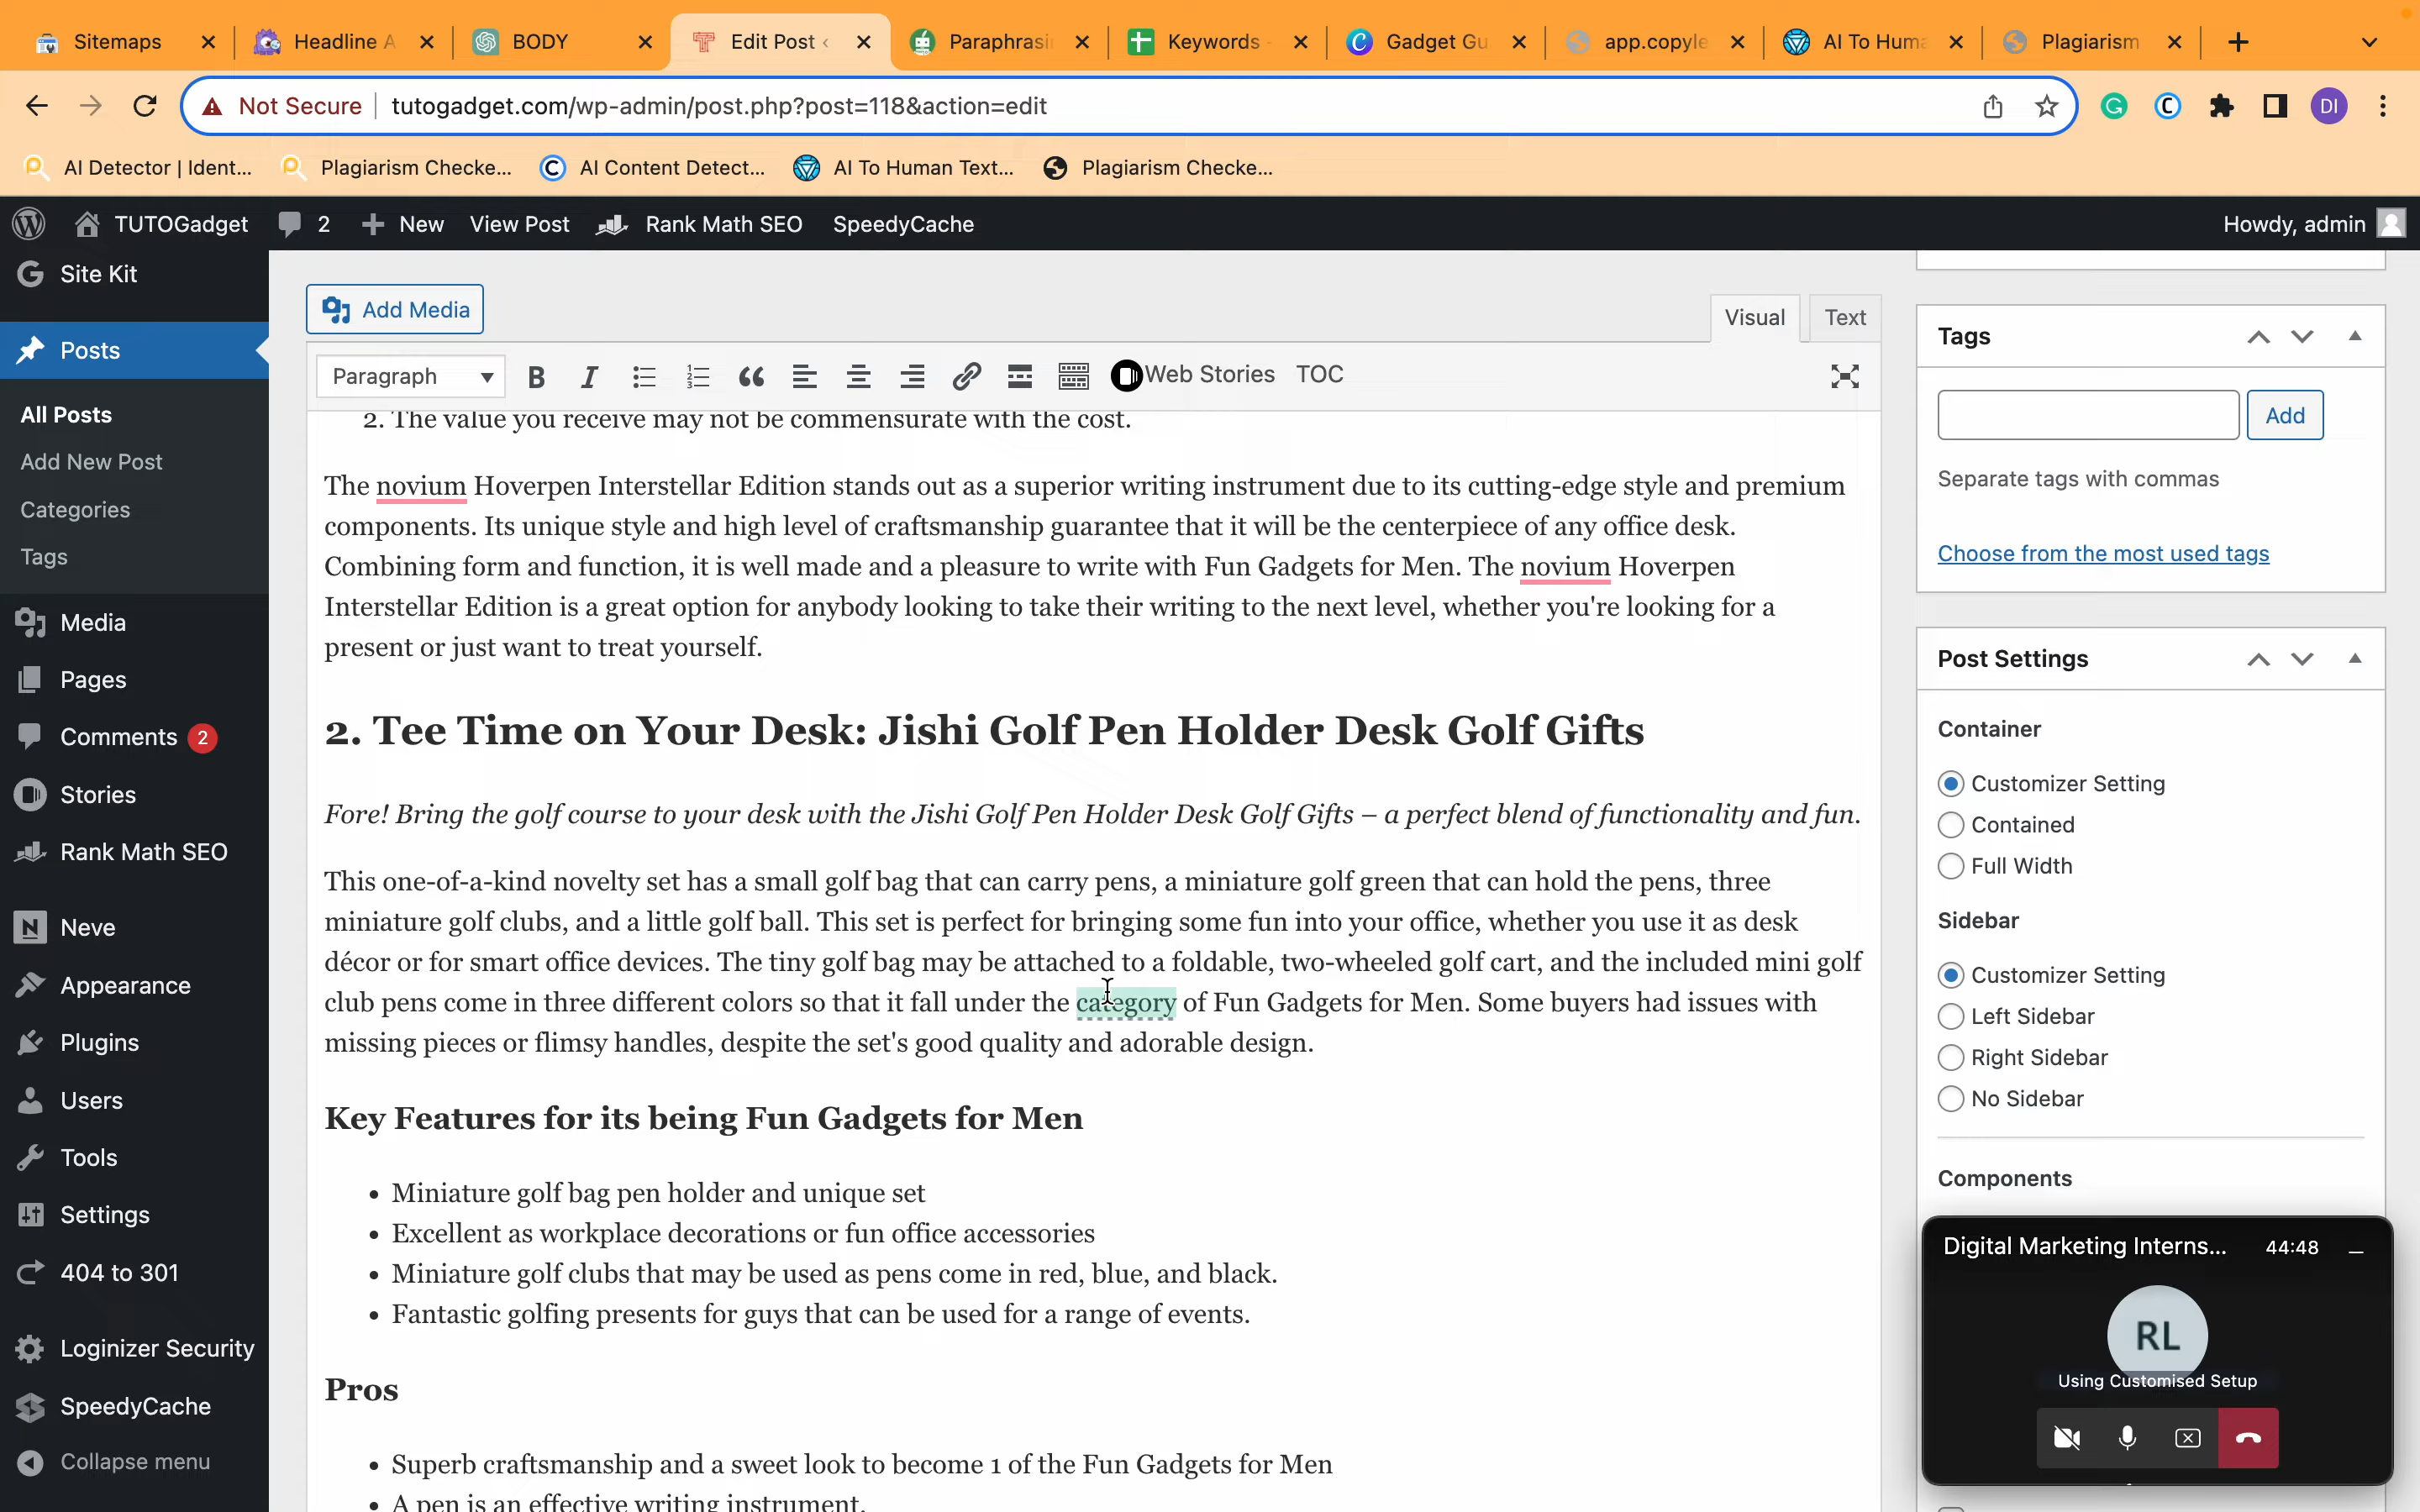 Sitemaps
Headline A
BODY
Edit Post ‹
Paraphrasi
Keywords -
Gadget Gu
app.copyle
AI To Huma
Plagiarism
Not Secure
tutogadget.com/wp-admin/post.php?post=118&action=edit
DI
AI Detector | Ident...
Plagiarism Checke...
AI Content Detect...
AI To Human Text...
Plagiarism Checke...
TUTOGadget
2
New
View Post
Rank Math SEO
SpeedyCache
Howdy, admin
Site Kit
Posts
All Posts
Add New Post
Categories
Tags
Media
Pages
Comments 2
Stories
Rank Math SEO
Neve
Appearance
Plugins
Users
Tools
Settings
404 to 301
Loginizer Security
SpeedyCache
Collapse menu
Add Media
Visual
Text
Paragraph
Web Stories
TOC
2. The value you receive may not be commensurate with the cost.
The novium Hoverpen Interstellar Edition stands out as a superior writing instrument due to its cutting-edge style and premium
components. Its unique style and high level of craftsmanship guarantee that it will be the centerpiece of any office desk.
Combining form and function, it is well made and a pleasure to write with Fun Gadgets for Men. The novium Hoverpen
Interstellar Edition is a great option for anybody looking to take their writing to the next level, whether you're looking for a
present or just want to treat yourself.
2. Tee Time on Your Desk: Jishi Golf Pen Holder Desk Golf Gifts
Fore! Bring the golf course to your desk with the Jishi Golf Pen Holder Desk Golf Gifts – a perfect blend of functionality and fun.
This one-of-a-kind novelty set has a small golf bag that can carry pens, a miniature golf green that can hold the pens, three
miniature golf clubs, and a little golf ball. This set is perfect for bringing some fun into your office, whether you use it as desk
décor or for smart office devices. The tiny golf bag may be attached to a foldable, two-wheeled golf cart, and the included mini golf
club pens come in three different colors so that it fall under the category of Fun Gadgets for Men. Some buyers had issues with
missing pieces or flimsy handles, despite the set's good quality and adorable design.
Key Features for its being Fun Gadgets for Men
• Miniature golf bag pen holder and unique set
• Excellent as workplace decorations or fun office accessories
• Miniature golf clubs that may be used as pens come in red, blue, and black.
• Fantastic golfing presents for guys that can be used for a range of events.
Pros
• Superb craftsmanship and a sweet look to become 1 of the Fun Gadgets for Men
• A pen is an effective writing instrument.
Tags
Add
Separate tags with commas
Choose from the most used tags
Post Settings
Container
Customizer Setting
Contained
Full Width
Sidebar
Customizer Setting
Left Sidebar
Right Sidebar
No Sidebar
Components
Digital Marketing Interns... 44:48
RL
Using Customised Setup